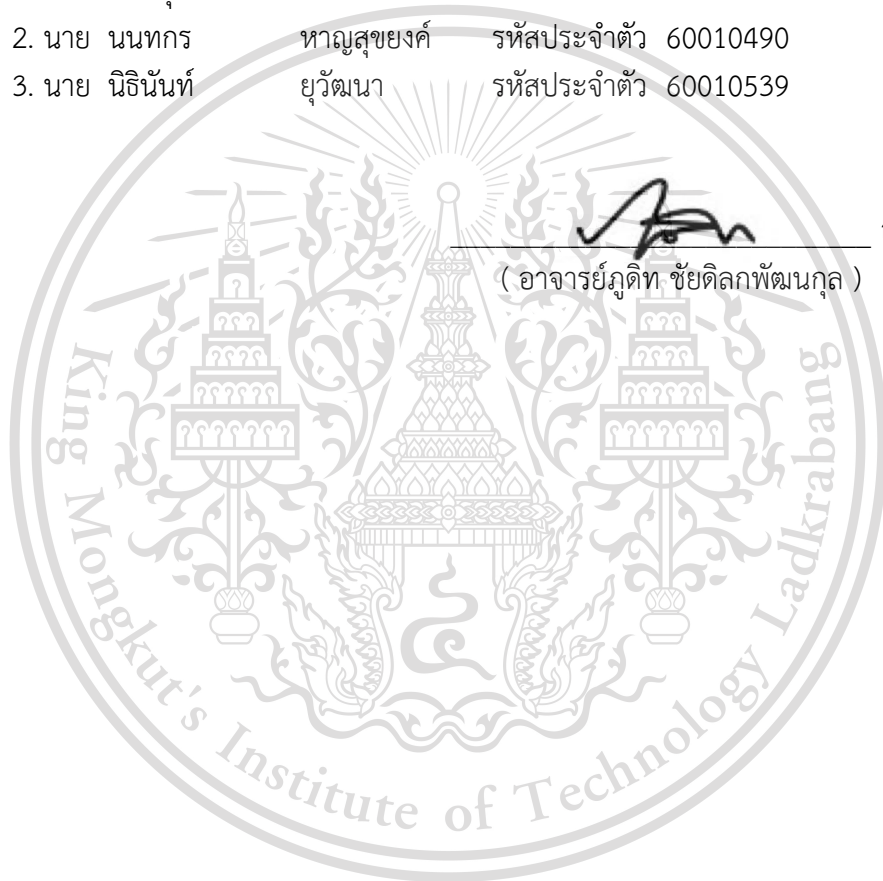 2. นาย นนทกร หาญสุขยงค์ รหัสประจำตัว 60010490
3. นาย นิธินันท์ ยุวัฒนา รหัสประจำตัว 60010539
( อาจารย์ภูดิท ชัยดิลกพัฒนกุล )
King Mongkut's Institute of Technology Ladkrabang